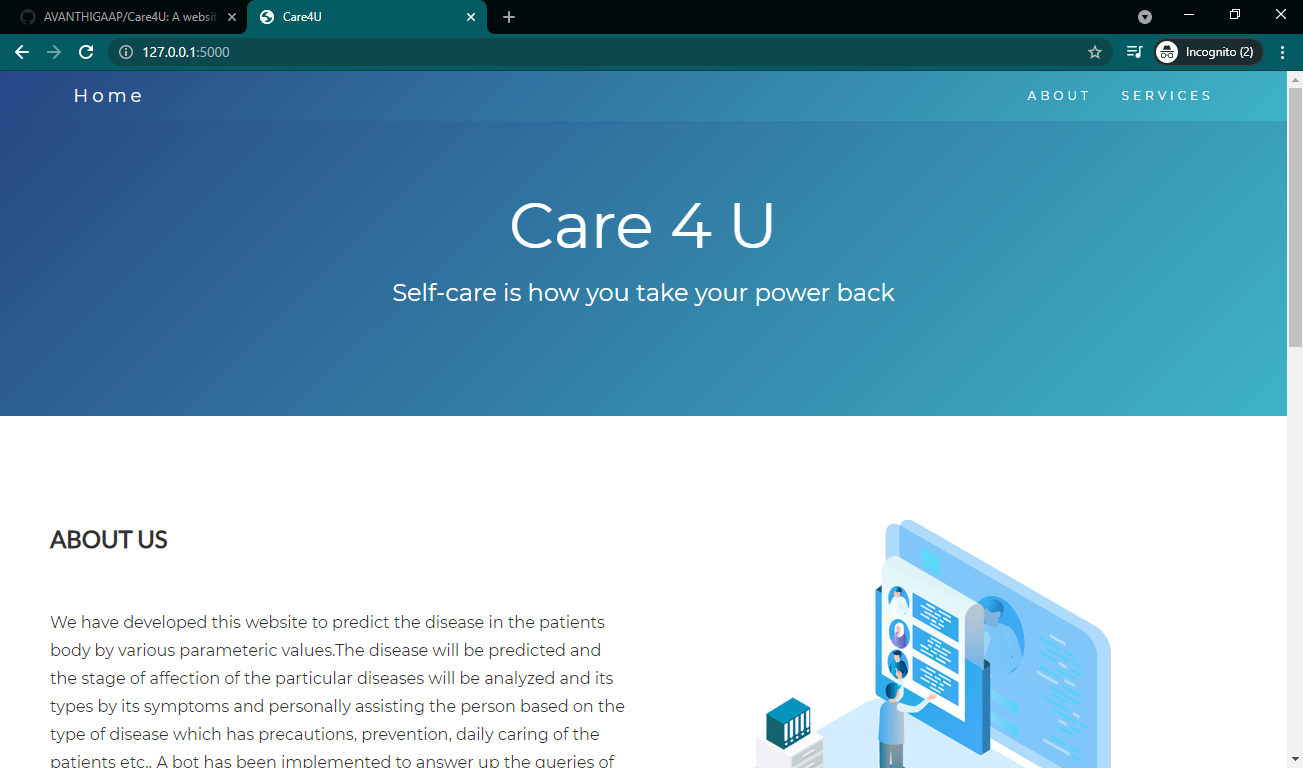 AVANTHIGAAP/Care4U: A websit
Care4U
127.0.0.1:5000
Incognito (2)
Home
ABOUT
SERVICES
Care 4 U
Self-care is how you take your power back
ABOUT US
We have developed this website to predict the disease in the patients
body by various parameteric values.The disease will be predicted and
the stage of affection of the particular diseases will be analyzed and its
types by its symptoms and personally assisting the person based on the
type of disease which has precautions, prevention, daily caring of the
patients etc.. A bot has been implemented to answer up the queries of